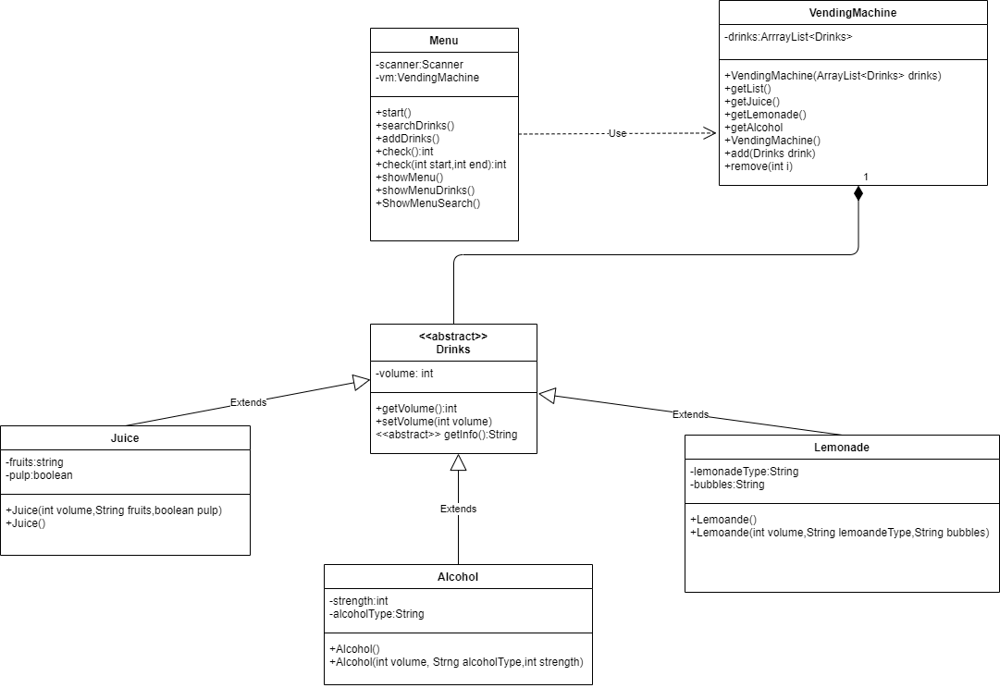 VendingMachine
-drinks:ArrrayList<Drinks>
+VendingMachine(ArrayList<Drinks> drinks)
+getList()
+getJuice()
+getLemonade()
+getAlcohol
+VendingMachine()
+add(Drinks drink)
+remove(int i)
1
Menu
-scanner:Scanner
-vm:VendingMachine
+start()
+searchDrinks()
+addDrinks()
+check():int
+check(int start,int end):int
+showMenu()
+showMenuDrinks()
+ShowMenuSearch()
Use
<<abstract>>
Drinks
-volume: int
+getVolume():int
+setVolume(int volume)
<<abstract>> getInfo():String
Extends
Extends
Extends
Juice
-fruits:string
-pulp:boolean
+Juice(int volume,String fruits,boolean pulp)
+Juice()
Lemonade
-lemonadeType:String
-bubbles:String
+Lemoande()
+Lemoande(int volume,String lemoandeType,String bubbles)
Alcohol
-strength:int
-alcoholType:String
+Alcohol()
+Alcohol(int volume, Strng alcoholType,int strength)